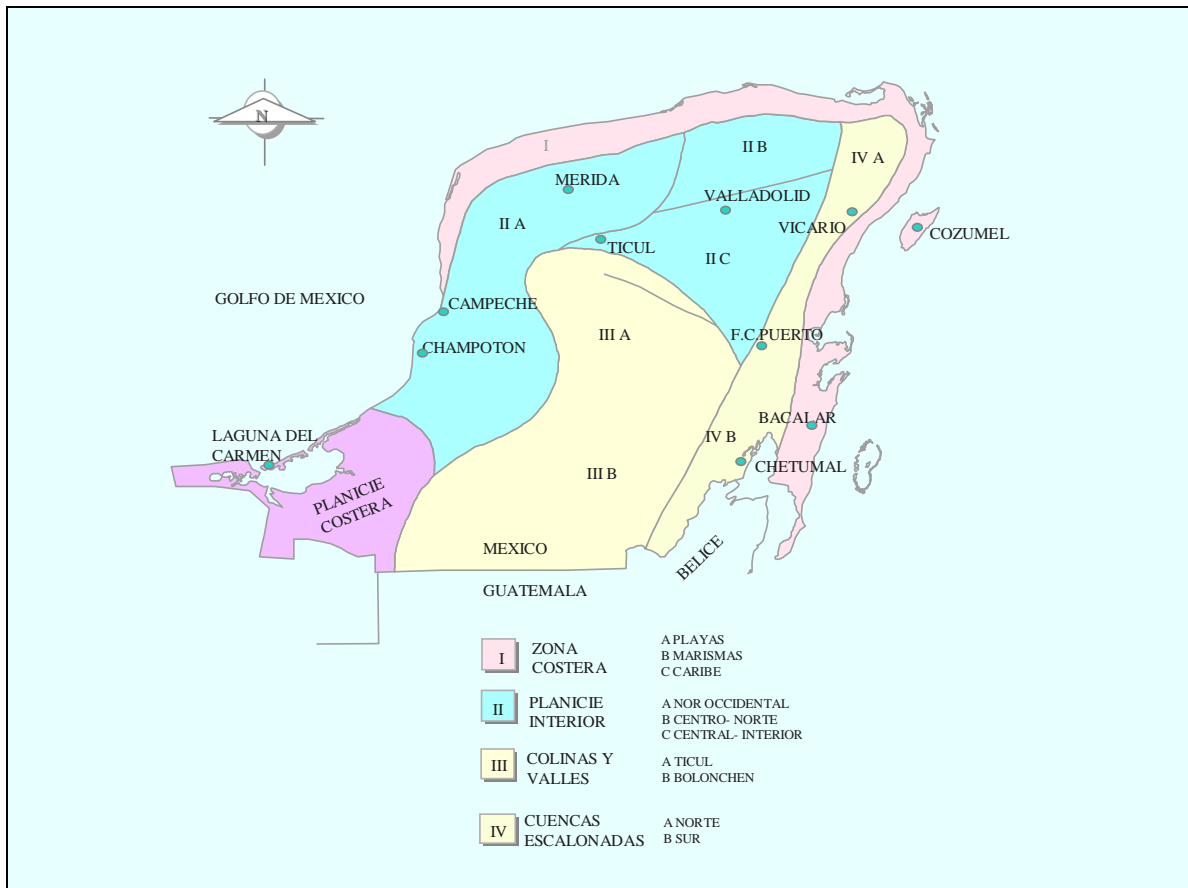 N
I
II B
IV A
MERIDA
VALLADOLID
II A
VICARIO
COZUMEL
TICUL
II C
GOLFO DE MEXICO
CAMPECHE
III A
F.C.PUERTO
CHAMPOTON
BACALAR
LAGUNA DEL
CARMEN
IV B
CHETUMAL
III B
PLANICIE
COSTERA
MEXICO
BELICE
GUATEMALA
I
ZONA
COSTERA
A PLAYAS
B MARISMAS
C CARIBE
II
PLANICIE
INTERIOR
A NOR OCCIDENTAL
B CENTRO- NORTE
C CENTRAL- INTERIOR
III
COLINAS Y
VALLES
A TICUL
B BOLONCHEN
IV
CUENCAS
ESCALONADAS
A NORTE
B SUR